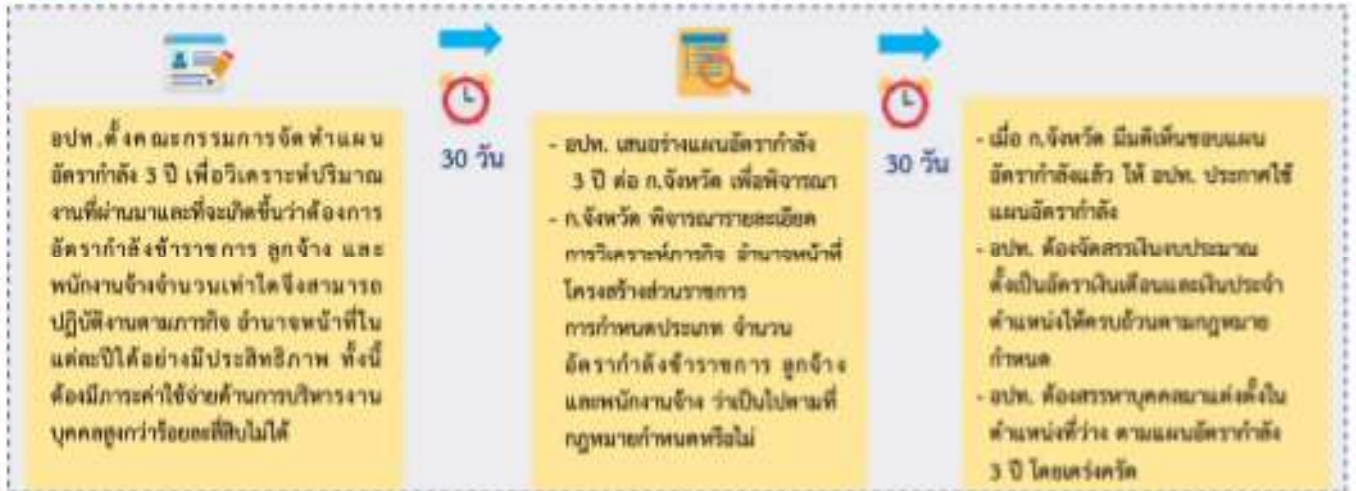 อปท.ตั้งคณะกรรมการจัดทำแผน
อัตรากำลัง 3 ปี เพื่อวิเคราะห์ปริมาณ
งานที่ผ่านมาและที่จะเกิดขึ้นว่าต้องการ
อัตรากำลังข้าราชการ ลูกจ้าง และ
พนักงานจ้างจำนวนเท่าใดจึงสามารถ
ปฏิบัติงานตามภารกิจ อำนาจหน้าที่ใน
แต่ละปีได้อย่างมีประสิทธิภาพ ทั้งนี้
ต้องมีภาระค่าใช้จ่ายด้านการบริหารงาน
บุคคลสูงกว่าร้อยละสี่สิบไม่ได้
30 วัน
- อปท. เสนอร่างแผนอัตรากำลัง
3 ปี ต่อ ก.จังหวัด เพื่อพิจารณา
- ก.จังหวัด พิจารณารายละเอียด
การวิเคราะห์ภารกิจ อำนาจหน้าที่
โครงสร้างส่วนราชการ
การกำหนดประเภท จำนวน
อัตรากำลังข้าราชการ ลูกจ้าง
และพนักงานจ้าง ว่าเป็นไปตามที่
กฎหมายกำหนดหรือไม่
30 วัน
- เมื่อ ก.จังหวัด มีมติเห็นชอบแผน
อัตรากำลังแล้ว ให้ อปท. ประกาศใช้
แผนอัตรากำลัง
- อปท. ต้องจัดสรรเงินงบประมาณ
ตั้งเป็นอัตราเงินเดือนและเงินประจำ
ตำแหน่งให้ครบถ้วนตามกฎหมาย
กำหนด
- อปท. ต้องสรรหาบุคคลมาแต่งตั้งใน
ตำแหน่งที่ว่าง ตามแผนอัตรากำลัง
3 ปี โดยเคร่งครัด